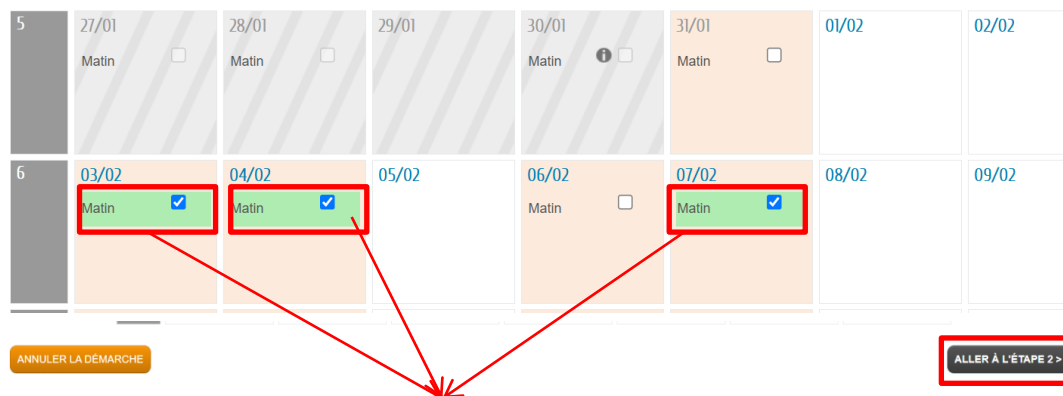 5 27/01 28/01 29/01 30/01 31/01 01/02 02/02
Matin Matin Matin i Matin
6 03/02 04/02 05/02 06/02 07/02 08/02 09/02
Matin Matin Matin Matin
ANNULER LA DÉMARCHE ALLER À L'ÉTAPE 2 >